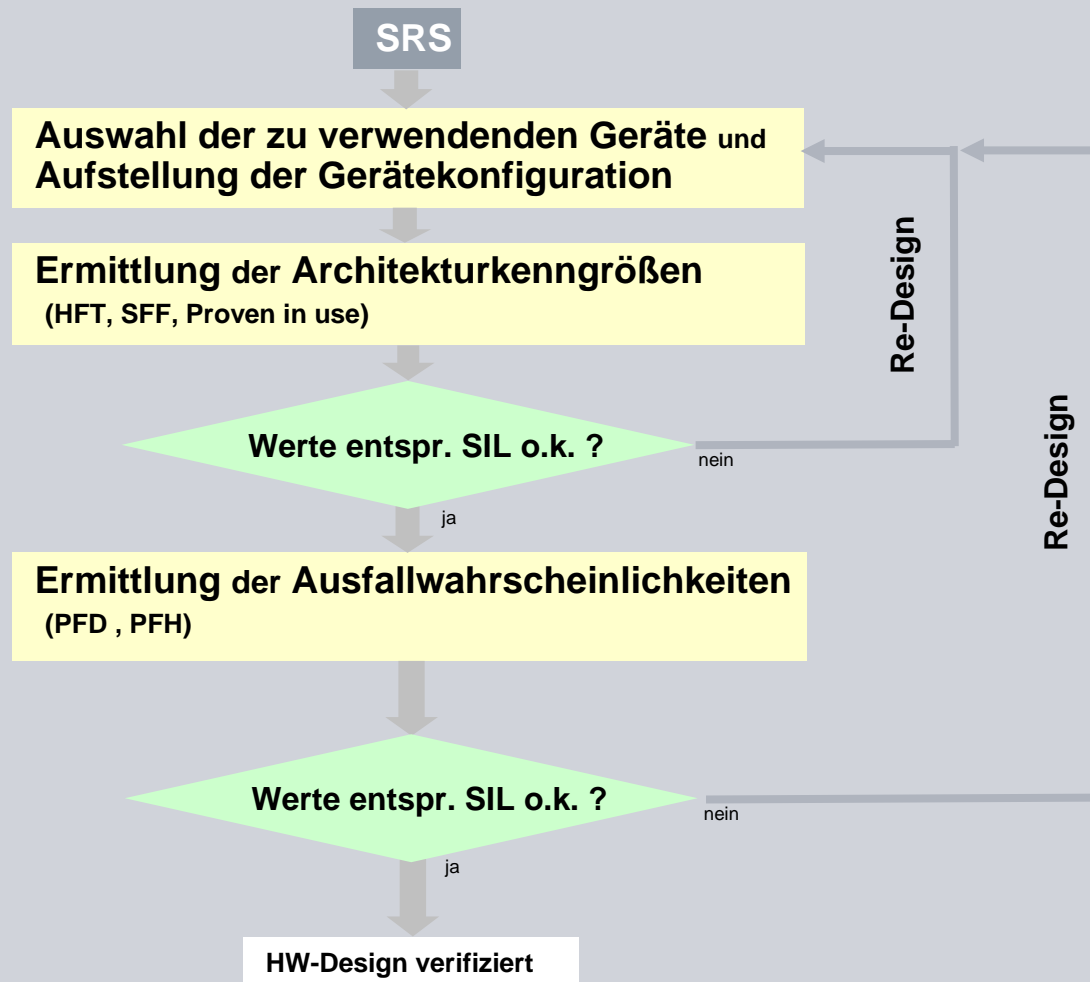 SRS
Auswahl der zu verwendenden Geräte und
Aufstellung der Gerätekonfiguration
Ermittlung der Architekturkenngrößen
(HFT, SFF, Proven in use)
Re-Design
Werte entspr. SIL o.k. ?
nein
Re-Design
ja
Ermittlung der Ausfallwahrscheinlichkeiten
(PFD , PFH)
Werte entspr. SIL o.k. ?
nein
ja
HW-Design verifiziert